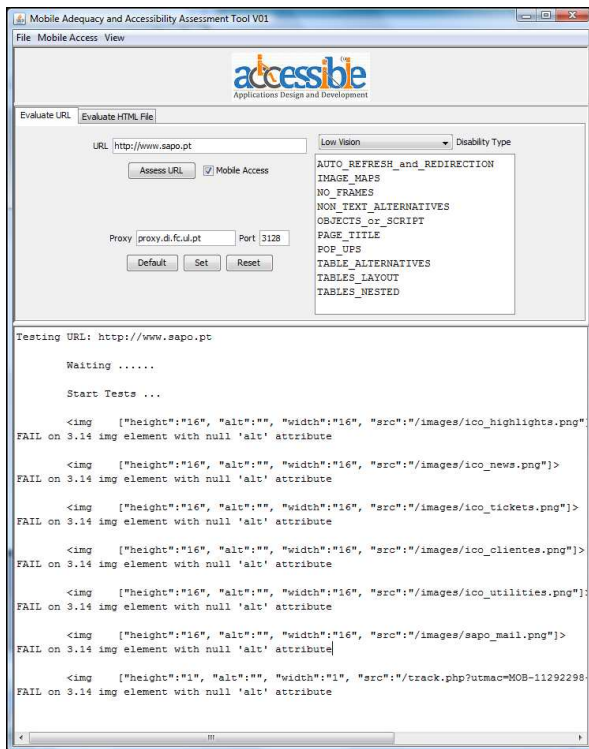 Mobile Adequacy and Accessibility Assessment Tool V01
File Mobile Access View
accessible
Applications Design and Development
Evaluate URL Evaluate HTML File
URL http://www.sapo.pt
Low Vision Disability Type
Assess URL Mobile Access
AUTO_REFRESH_and_REDIRECTION
IMAGE_MAPS
NO_FRAMES
NON_TEXT_ALTERNATIVES
OBJECTS_or_SCRIPT
PAGE_TITLE
POP_UPS
TABLE_ALTERNATIVES
TABLES_LAYOUT
TABLES_NESTED
Proxy proxy.di.fc.ul.pt Port 3128
Default Set Reset
Testing URL: http://www.sapo.pt
Waiting ......
Start Tests ...
<img ["height":"16", "alt":"", "width":"16", "src":"/images/ico_highlights.png"]
FAIL on 3.14 img element with null 'alt' attribute
<img ["height":"16", "alt":"", "width":"16", "src":"/images/ico_news.png"]>
FAIL on 3.14 img element with null 'alt' attribute
<img ["height":"16", "alt":"", "width":"16", "src":"/images/ico_tickets.png"]>
FAIL on 3.14 img element with null 'alt' attribute
<img ["height":"16", "alt":"", "width":"16", "src":"/images/ico_clientes.png"]>
FAIL on 3.14 img element with null 'alt' attribute
<img ["height":"16", "alt":"", "width":"16", "src":"/images/ico_utilities.png"]
FAIL on 3.14 img element with null 'alt' attribute
<img ["height":"16", "alt":"", "width":"16", "src":"/images/sapo_mail.png"]>
FAIL on 3.14 img element with null 'alt' attribute
<img ["height":"1", "alt":"", "width":"1", "src":"/track.php?utmac=MOB-11292298-
FAIL on 3.14 img element with null 'alt' attribute